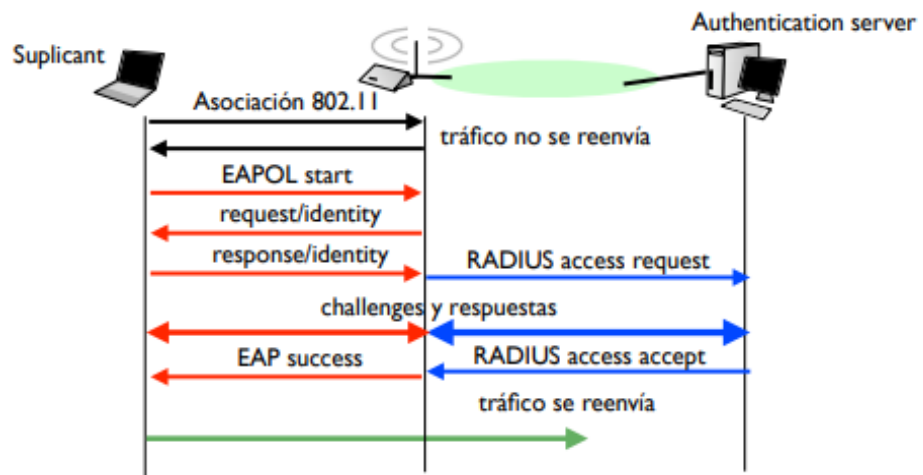 Authentication server
Suplicant
Asociación 802.11
tráfico no se reenvía
EAPOL start
request/identity
response/identity
RADIUS access request
challenges y respuestas
EAP success
RADIUS access accept
tráfico se reenvía